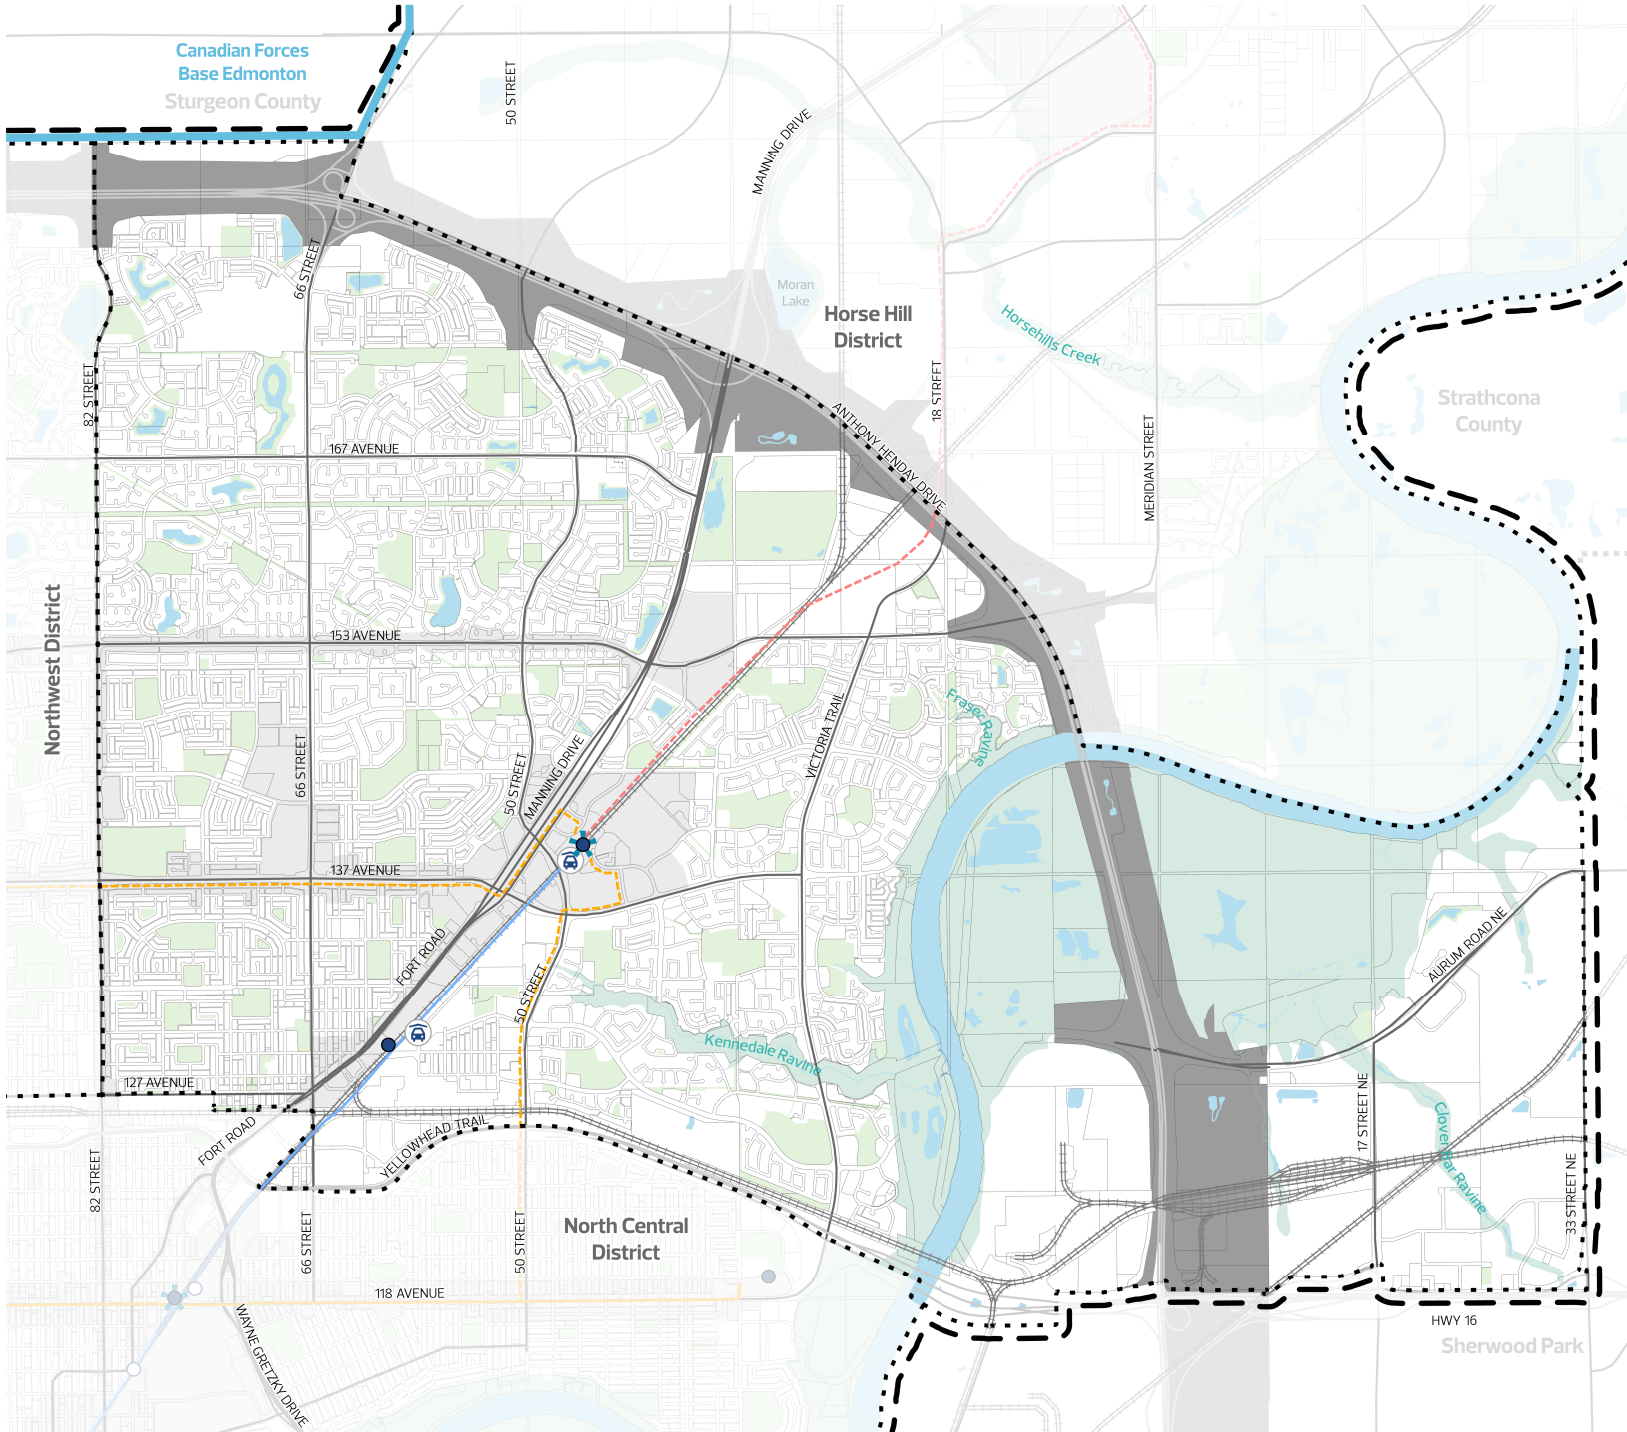 Canadian Forces
Base Edmonton
Sturgeon County
50 STREET
MANNING DRIVE
66 STREET
Moran
Lake
Horse Hill
District
Horsehills Creek
82 STREET
18 STREET
Strathcona
County
ANTHONY HENDAY DRIVE
MERIDIAN STREET
167 AVENUE
Northwest District
153 AVENUE
Fraser Ravine
VICTORIA TRAIL
66 STREET
50 STREET
MANNING DRIVE
137 AVENUE
FORT ROAD
AURUM ROAD NE
50 STREET
Kennedale Ravine
127 AVENUE
17 STREET NE
Clover Bar Ravine
FORT ROAD
YELLOWHEAD TRAIL
82 STREET
33 STREET NE
66 STREET
50 STREET
North Central
District
118 AVENUE
WAYNE GRETZKY DRIVE
HWY 16
Sherwood Park